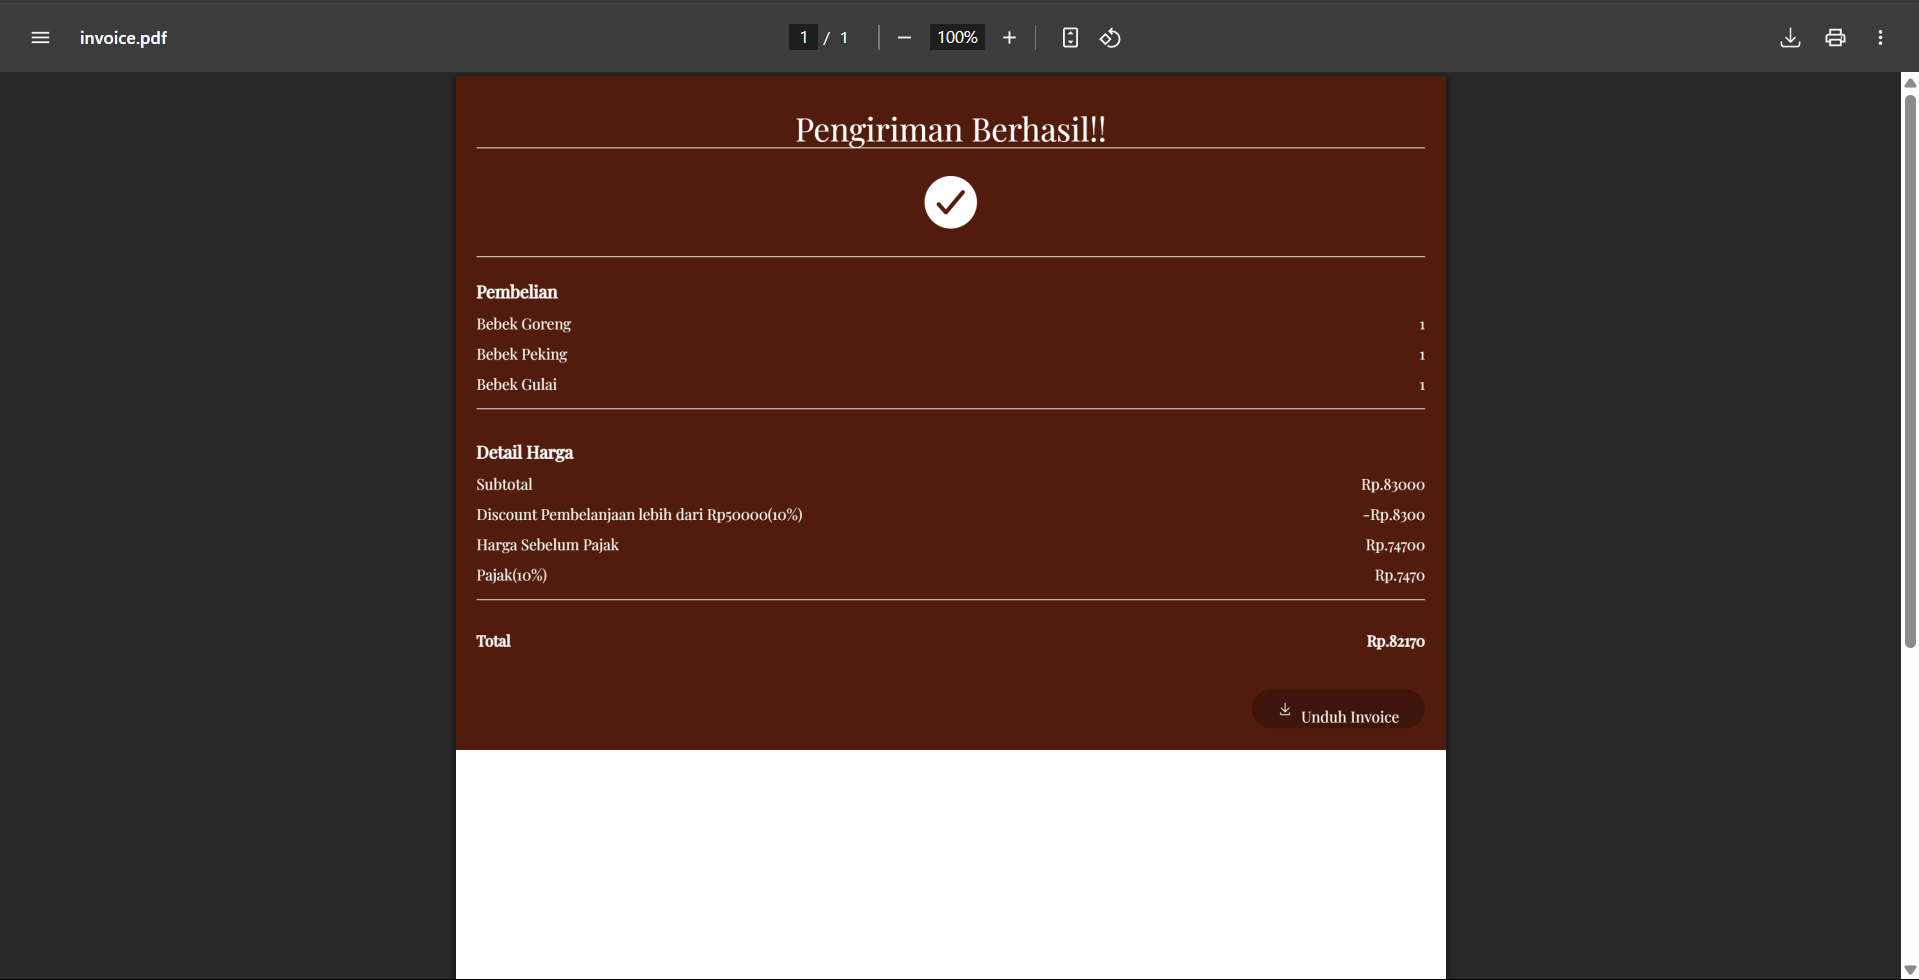 invoice.pdf
1 / 1
100%
Pengiriman Berhasil!!
Pembelian
Bebek Goreng 1
Bebek Peking 1
Bebek Gulai 1
Detail Harga
Subtotal Rp.83000
Discount Pembelanjaan lebih dari Rp50000(10%) -Rp.8300
Harga Sebelum Pajak Rp.74700
Pajak(10%) Rp.7470
Total Rp.82170
Unduh Invoice